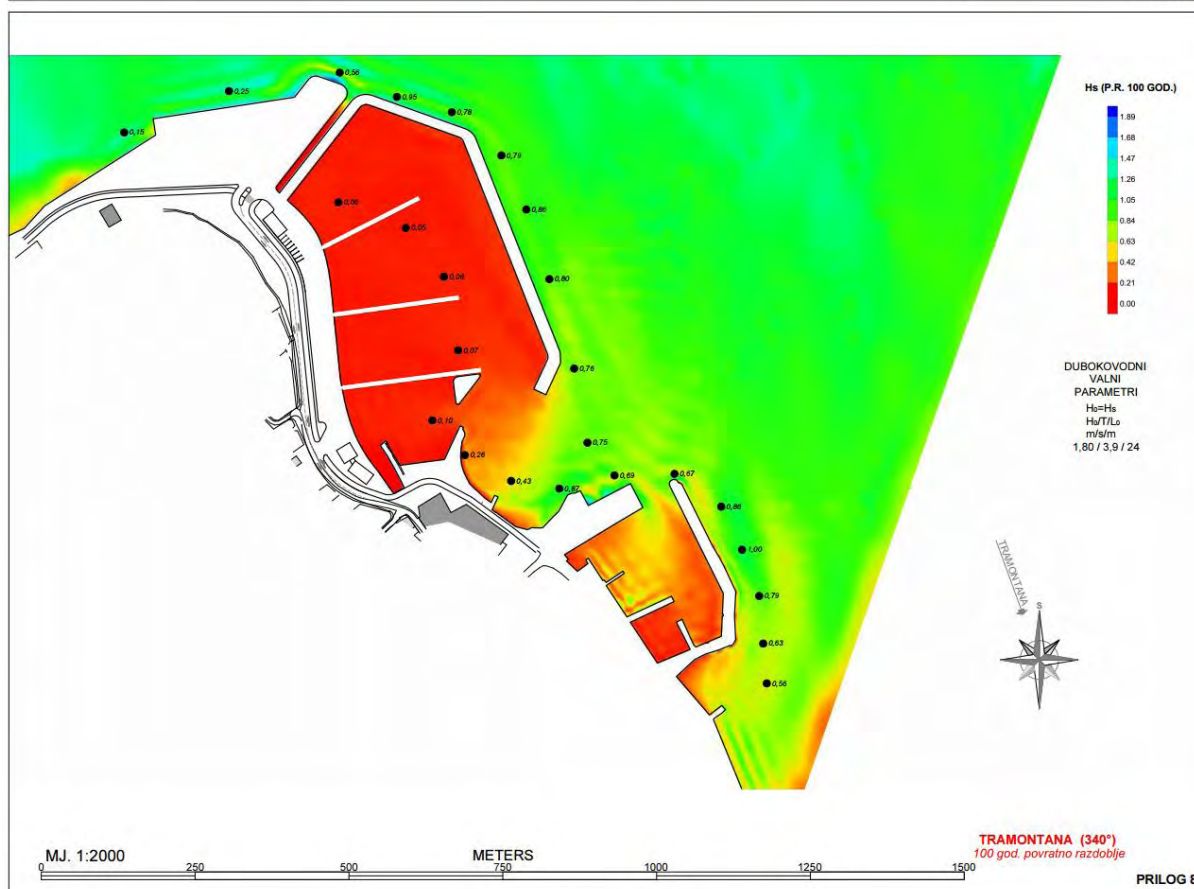 0,56
0,25
0,95
0,78
0,15
0,79
0,06
0,86
0,05
0,80
0,07
0,76
0,10
0,75
0,26
0,43
0,87
0,69
0,67
0,86
1,00
0,79
0,63
0,56
Hs (P.R. 100 GOD.)
1.89
1.68
1.47
1.26
1.05
0.84
0.63
0.42
0.21
0.00
DUBOKOVODNI
VALNI
PARAMETRI
H₀=Hs
H₀/T/L₀
m/s/m
1,80 / 3,9 / 24
TRAMONTANA
S
MJ. 1:2000
METERS
0 250 500 750 1000 1250 1500
TRAMONTANA (340°)
100 god. povratno razdoblje
PRILOG